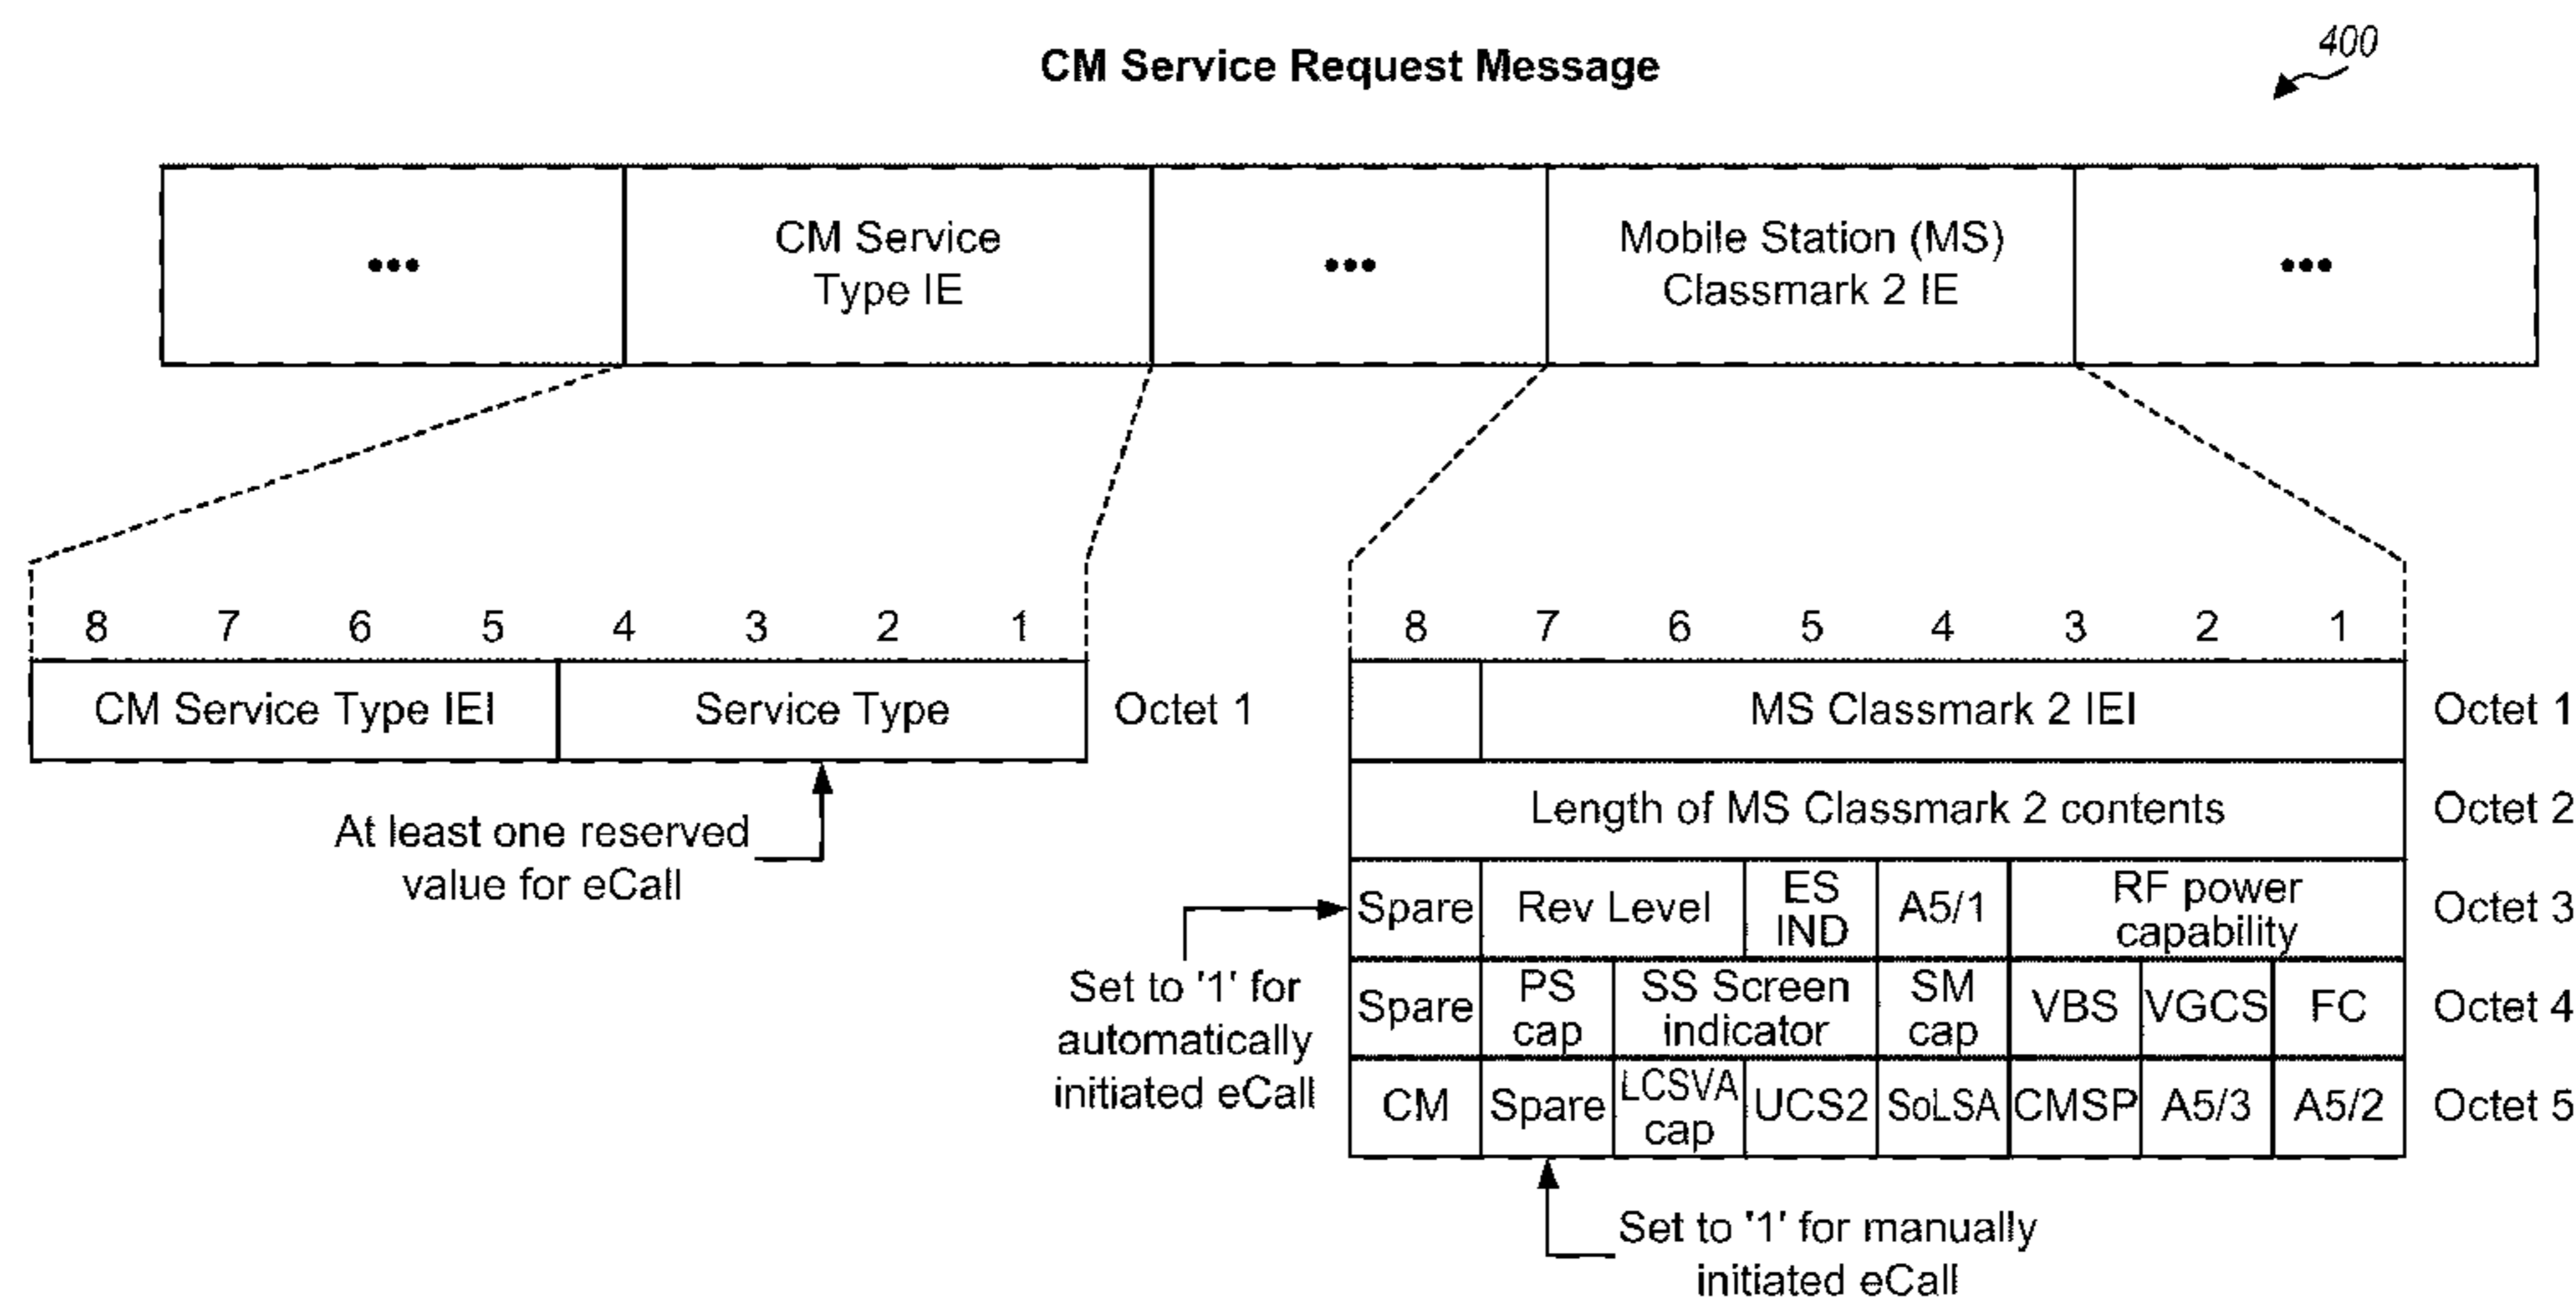 400
CM Service Request Message
•••
CM Service
Type IE
•••
Mobile Station (MS)
Classmark 2 IE
•••
8 7 6 5 4 3 2 1
CM Service Type IEI Service Type Octet 1
At least one reserved
value for eCall
8 7 6 5 4 3 2 1
MS Classmark 2 IEI Octet 1
Length of MS Classmark 2 contents Octet 2
Spare Rev Level ES IND A5/1 RF power capability Octet 3
Spare PS cap SS Screen indicator SM cap VBS VGCS FC Octet 4
CM Spare LCSVA cap UCS2 SoLSA CMSP A5/3 A5/2 Octet 5
Set to '1' for
automatically
initiated eCall
Set to '1' for manually
initiated eCall